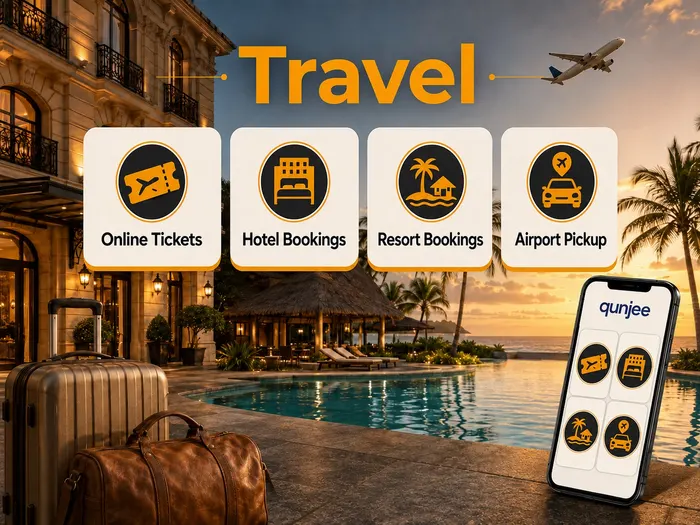 Travel
Online Tickets
Hotel Bookings
Resort Bookings
Airport Pickup
qunjee